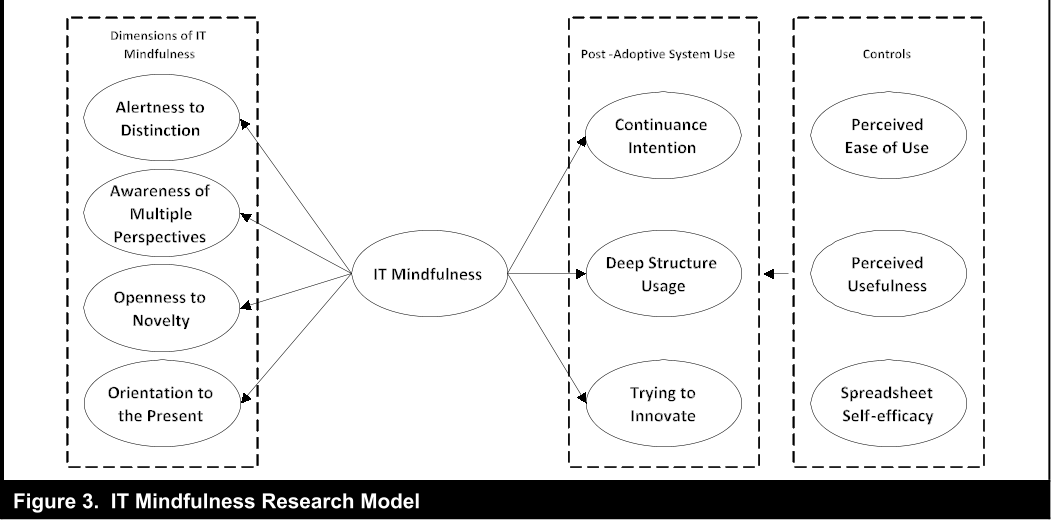 Dimensions of IT
Mindfulness
Alertness to
Distinction
Awareness of
Multiple
Perspectives
Openness to
Novelty
Orientation to
the Present
IT Mindfulness
Post -Adoptive System Use
Continuance
Intention
Deep Structure
Usage
Trying to
Innovate
Controls
Perceived
Ease of Use
Perceived
Usefulness
Spreadsheet
Self-efficacy
Figure 3. IT Mindfulness Research Model